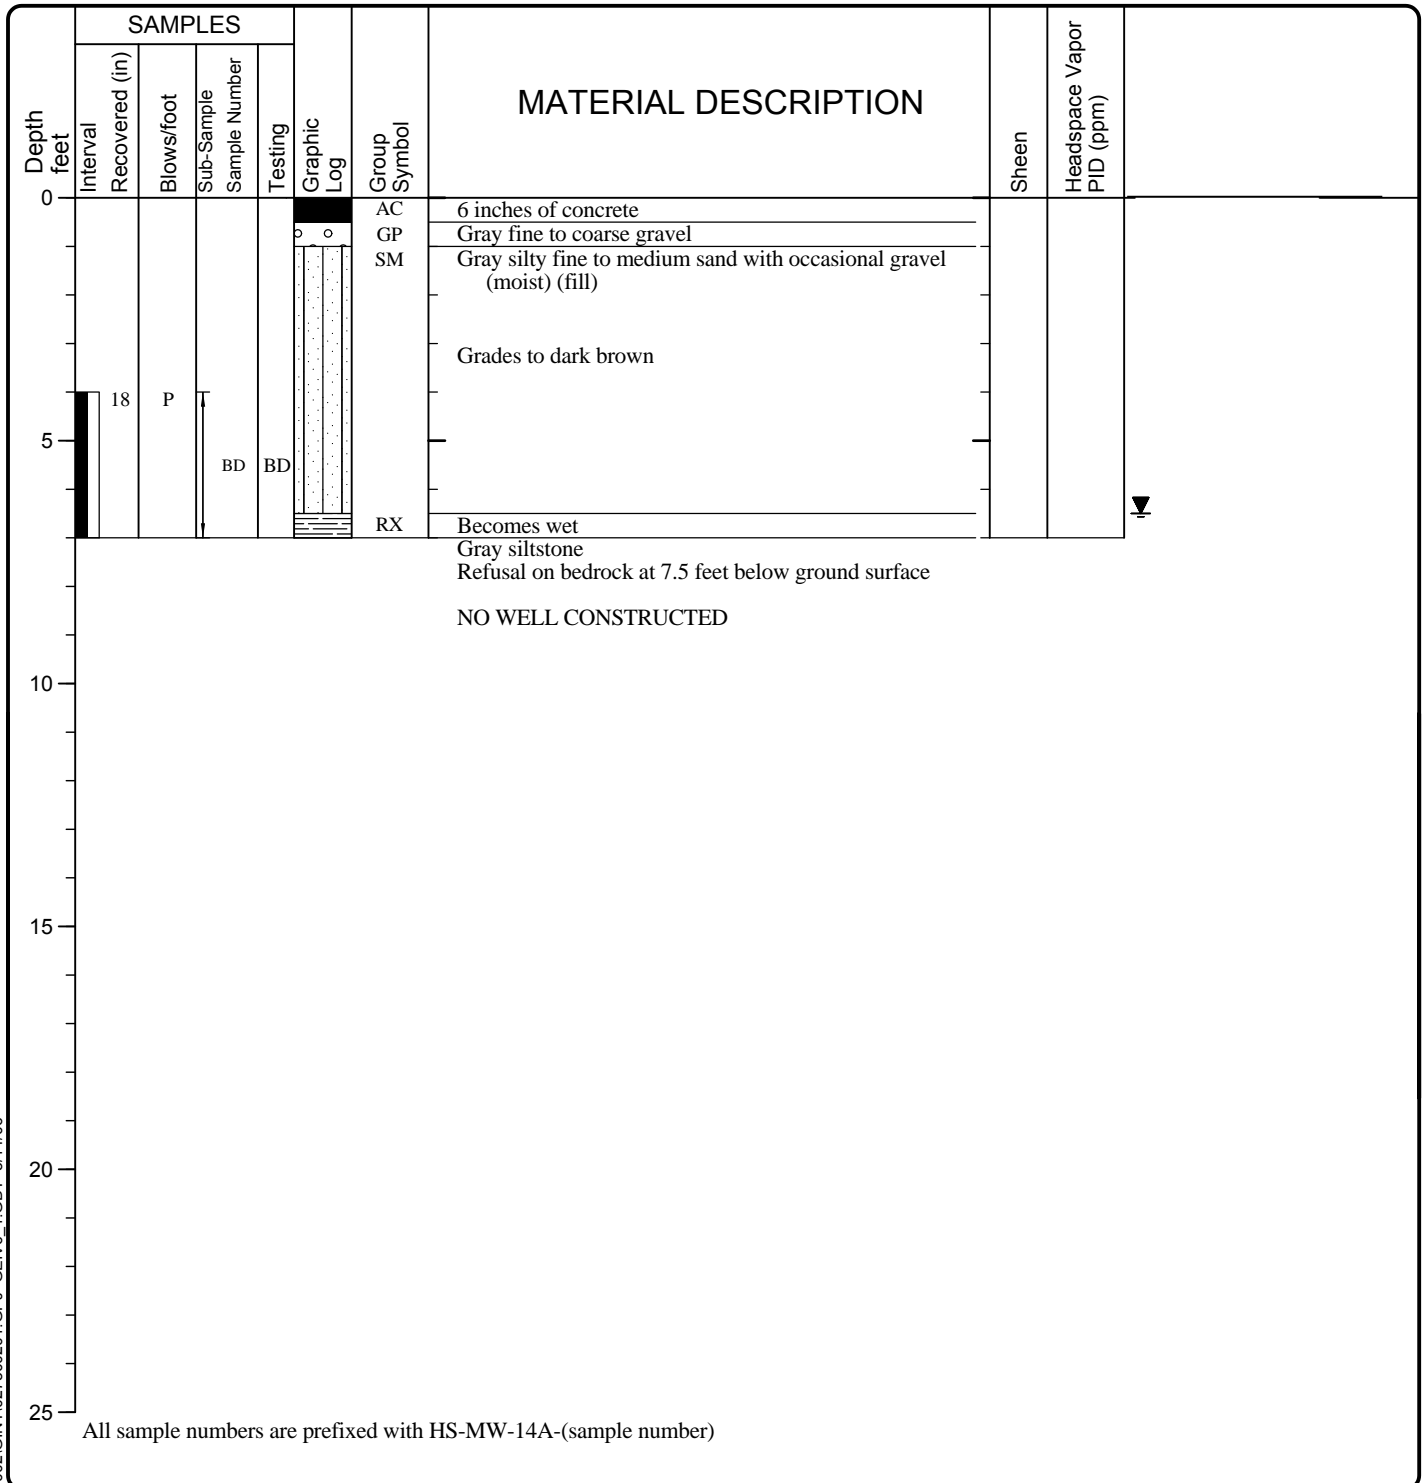 SAMPLES
Depth
feet
Interval
Recovered (in)
Blows/foot
Sub-Sample
Sample Number
Testing
Graphic
Log
Group
Symbol
MATERIAL DESCRIPTION
Sheen
Headspace Vapor
PID (ppm)
0
AC 6 inches of concrete
GP Gray fine to coarse gravel
SM Gray silty fine to medium sand with occasional gravel
(moist) (fill)
Grades to dark brown
18 P
5
BD BD
RX Becomes wet
Gray siltstone
Refusal on bedrock at 7.5 feet below ground surface
NO WELL CONSTRUCTED
10
15
20
25
All sample numbers are prefixed with HS-MW-14A-(sample number)